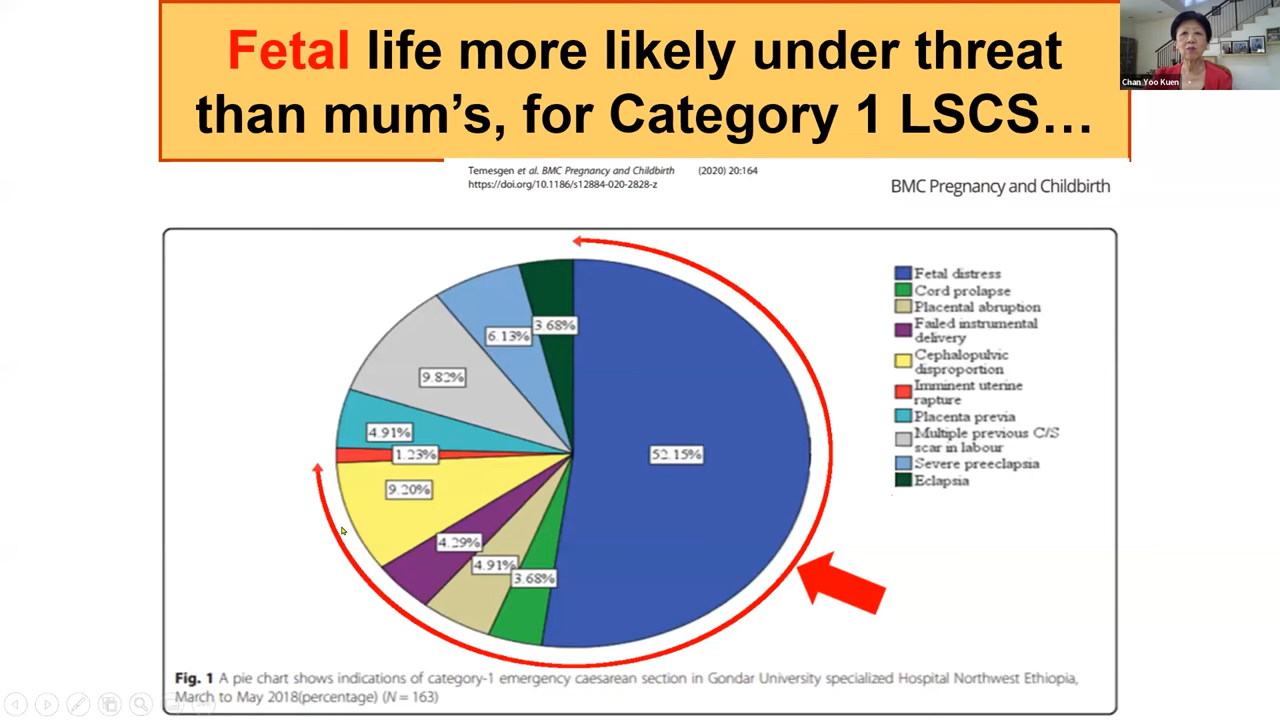 Fetal life more likely under threat
than mum's, for Category 1 LSCS...
Chan Yoo Kuen
Temesgen et al. BMC Pregnancy and Childbirth (2020) 20:164
https://doi.org/10.1186/s12884-020-2828-z
BMC Pregnancy and Childbirth
Fetal distress
Cord prolapse
Placental abruption
Failed instrumental
delivery
Cephalopulvic
disproportion
Imminent uterine
rapture
Placenta previa
Multiple previous C/S
scar in labour
Severe preeclapsia
Eclapsia
3.68%
6.13%
9.82%
4.91%
1.23%
9.20%
4.29%
4.91%
3.68%
52.15%
Fig. 1 A pie chart shows indications of category-1 emergency caesarean section in Gondar University specialized Hospital Northwest Ethiopia,
March to May 2018(percentage) (N = 163)